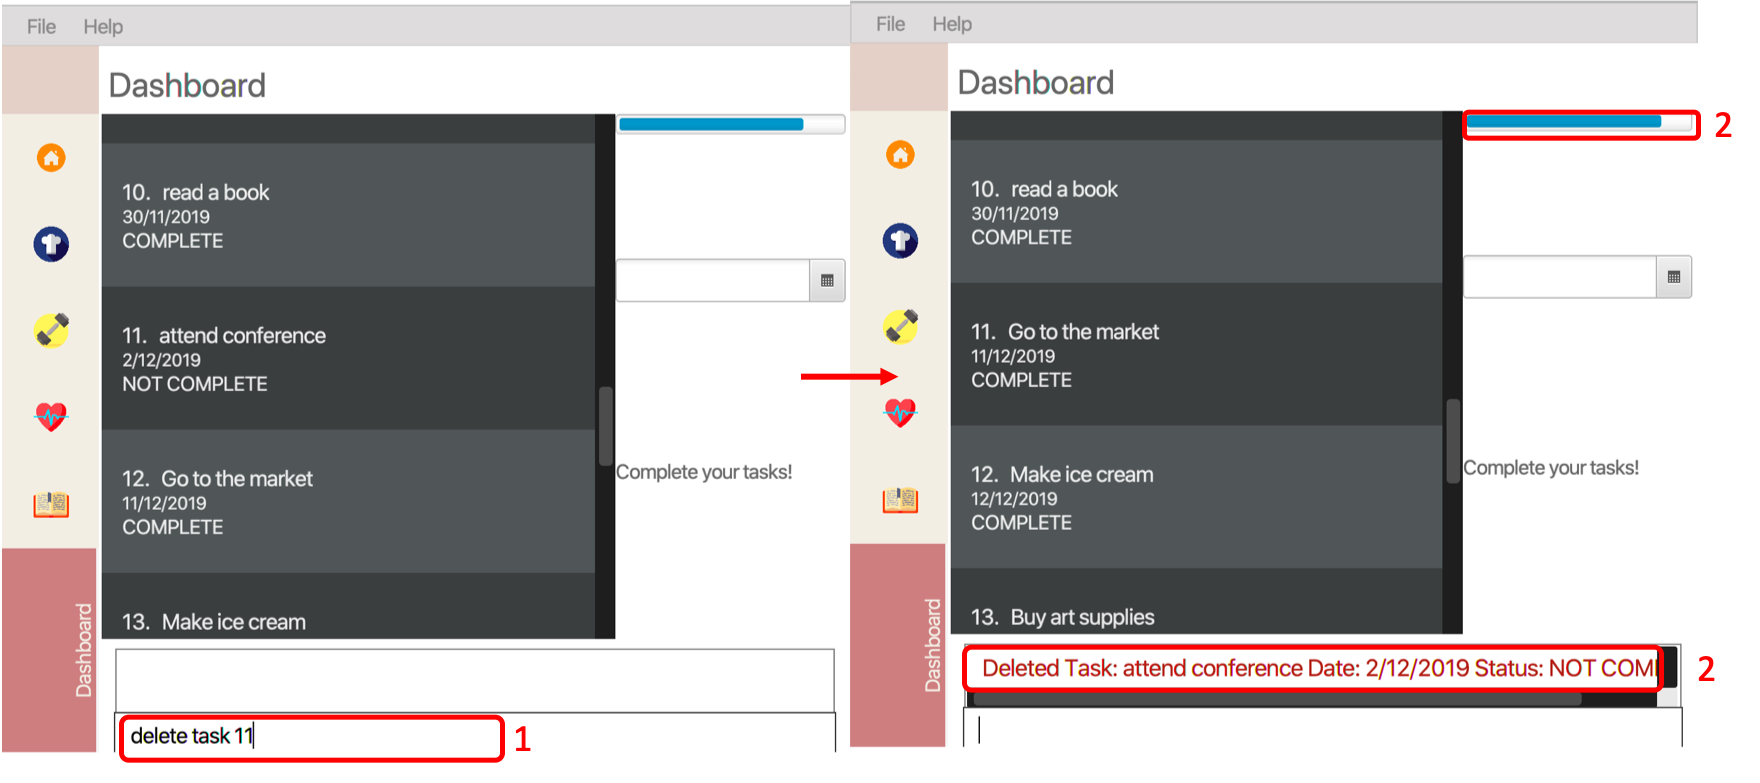 File Help
Dashboard
10. read a book
30/11/2019
COMPLETE
11. attend conference
2/12/2019
NOT COMPLETE
12. Go to the market
11/12/2019
COMPLETE
13. Make ice cream
Complete your tasks!
Dashboard
delete task 11
1
File Help
Dashboard
2
10. read a book
30/11/2019
COMPLETE
11. Go to the market
11/12/2019
COMPLETE
12. Make ice cream
12/12/2019
COMPLETE
13. Buy art supplies
Complete your tasks!
Dashboard
Deleted Task: attend conference Date: 2/12/2019 Status: NOT COM
2